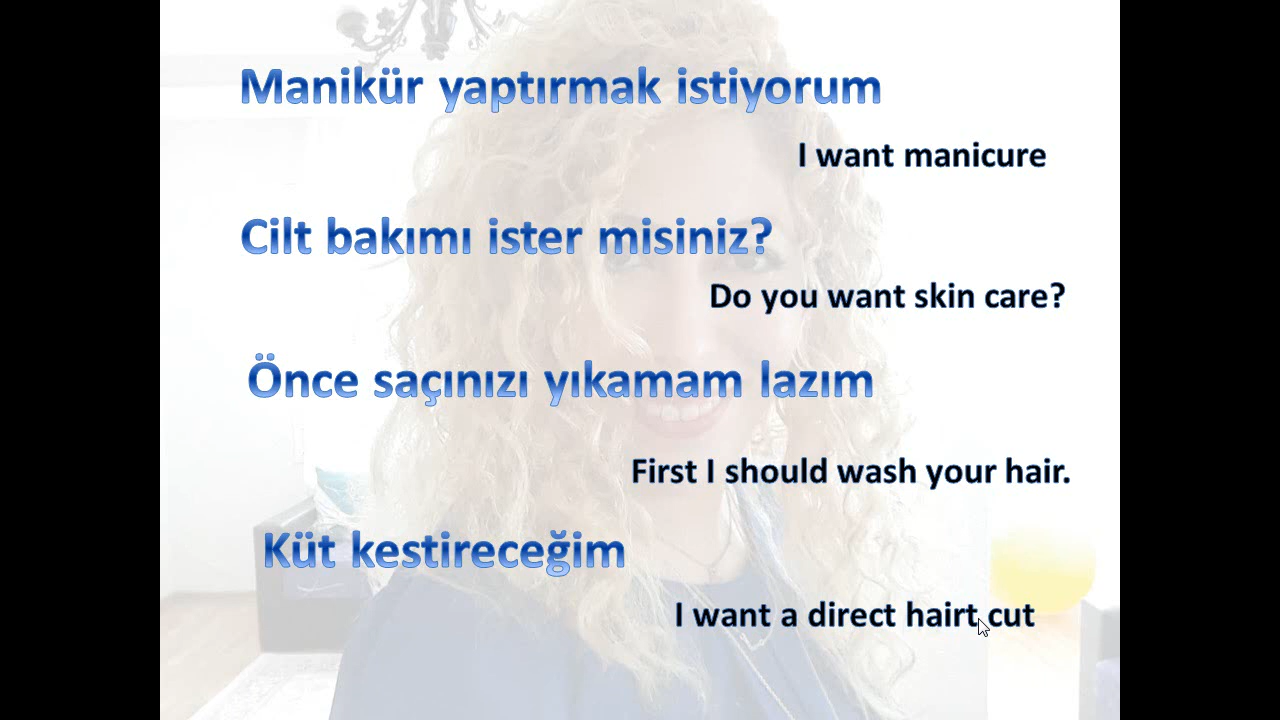 Manikür yaptırmak istiyorum
I want manicure
Cilt bakımı ister misiniz?
Do you want skin care?
Önce saçınızı yıkamam lazım
First I should wash your hair.
Küt kestireceğim
I want a direct hairt cut